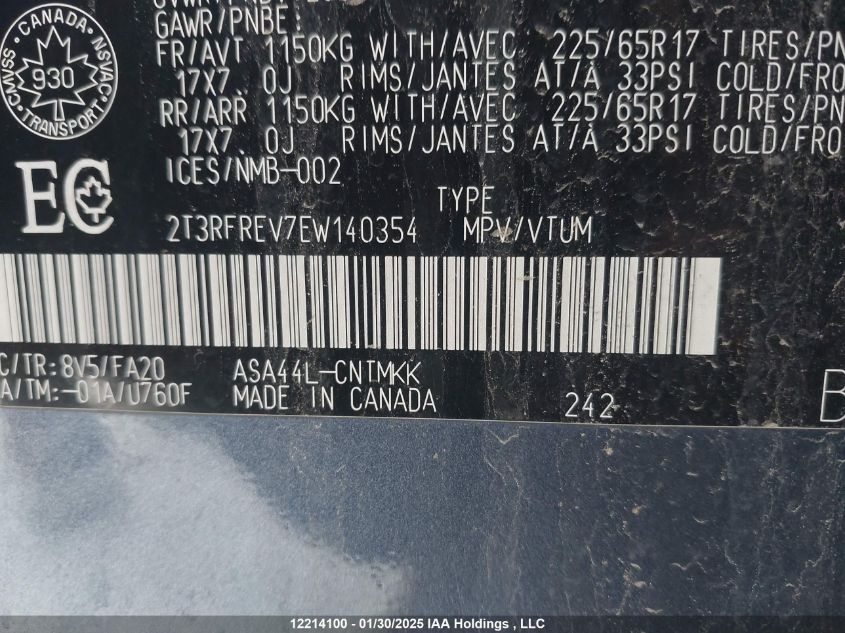 GAWR/PNBE:
FR/AVT 1150KG WITH/AVEC 225/65R17 TIRES/PN
17X7.0J RIMS/JANTES AT/A 33PSI COLD/FRO
RR/ARR 1150KG WITH/AVEC 225/65R17 TIRES/PN
17X7.0J RIMS/JANTES AT/A 33PSI COLD/FRO
ICES/NMB-002
CANADA
CMVSS 930 NSVAC
TRANSPORT
EC
TYPE
2T3RFREV7EW140354 MPV/VTUM
C/TR:8V5/FA20 ASA44L-CNTMKK
A/TM:-01A/U760F MADE IN CANADA 242 B
12214100 - 01/30/2025 IAA Holdings , LLC